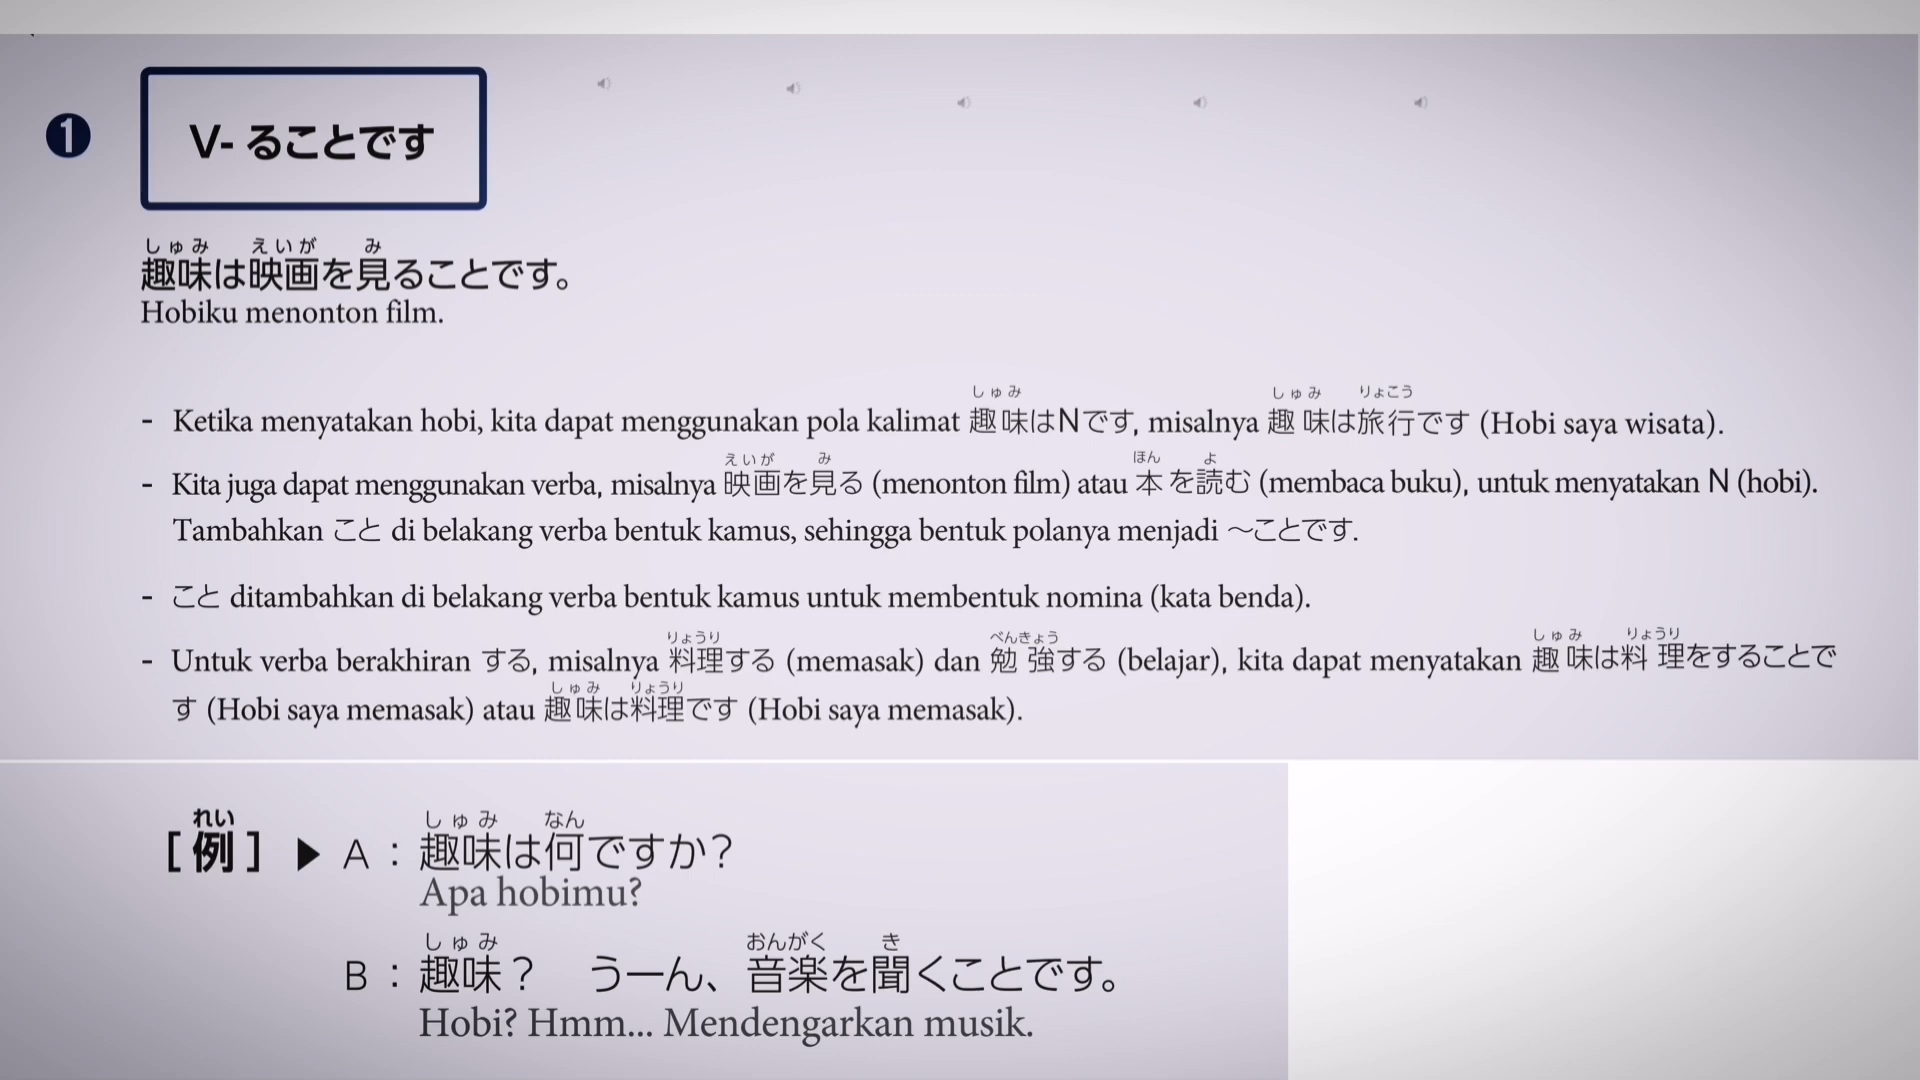 ❶
V- ることです
しゅみ えいが み
趣味は映画を見ることです。
Hobiku menonton film.
しゅみ しゅみ りょこう
- Ketika menyatakan hobi, kita dapat menggunakan pola kalimat 趣味はNです, misalnya 趣味は旅行です (Hobi saya wisata).
えいが み ほん よ
- Kita juga dapat menggunakan verba, misalnya 映画を見る (menonton film) atau 本を読む (membaca buku), untuk menyatakan N (hobi).
Tambahkan こと di belakang verba bentuk kamus, sehingga bentuk polanya menjadi ～ことです.
- こと ditambahkan di belakang verba bentuk kamus untuk membentuk nomina (kata benda).
りょうり べんきょう しゅみ りょうり
- Untuk verba berakhiran する, misalnya 料理する (memasak) dan 勉強する (belajar), kita dapat menyatakan 趣味は料理をすることで
しゅみ りょうり
す (Hobi saya memasak) atau 趣味は料理です (Hobi saya memasak).
れい しゅみ なん
[例] ▶ A : 趣味は何ですか?
Apa hobimu?
しゅみ おんがく き
B : 趣味? うーん、音楽を聞くことです。
Hobi? Hmm... Mendengarkan musik.